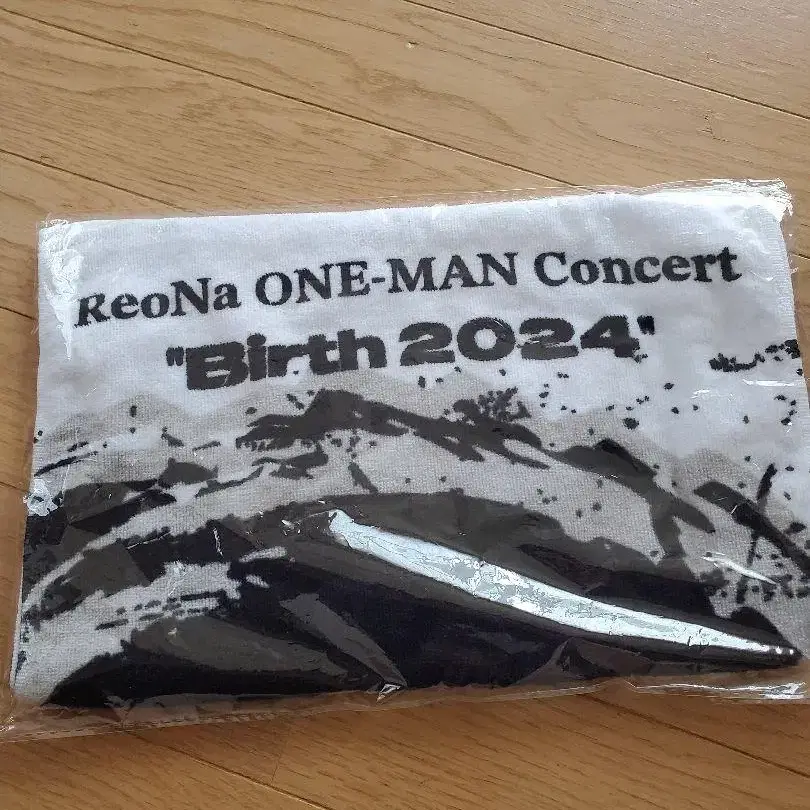 ReoNa ONE-MAN Concert
"Birth 2024"